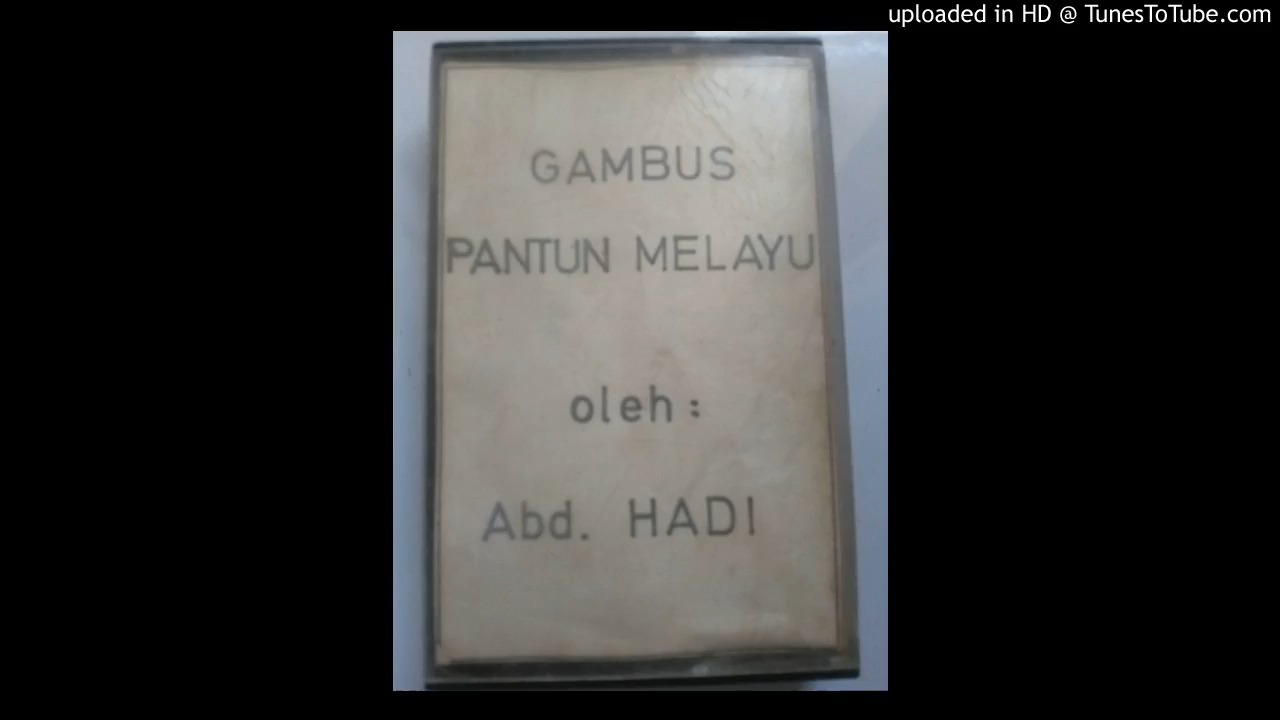 uploaded in HD @ TunesToTube.com
GAMBUS
PANTUN MELAYU
oleh :
Abd. HADI